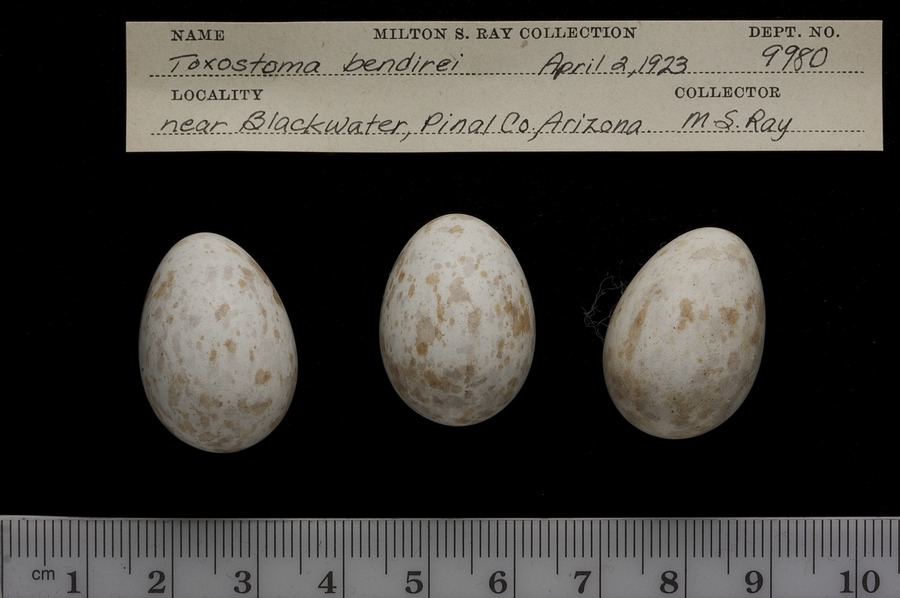 NAME MILTON S. RAY COLLECTION DEPT. NO.
Toxostoma bendirei April 2, 1923 9980
LOCALITY COLLECTOR
near Blackwater, Pinal Co., Arizona M. S. Ray
cm 1 2 3 4 5 6 7 8 9 10